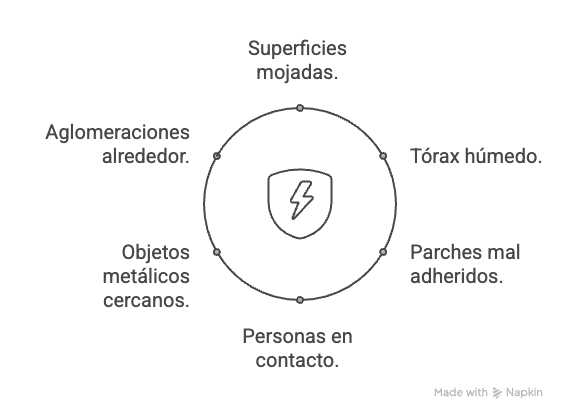 Superficies
mojadas.
Aglomeraciones
alrededor.
Tórax húmedo.
Objetos
metálicos
cercanos.
Parches mal
adheridos.
Personas en
contacto.
Made with Napkin